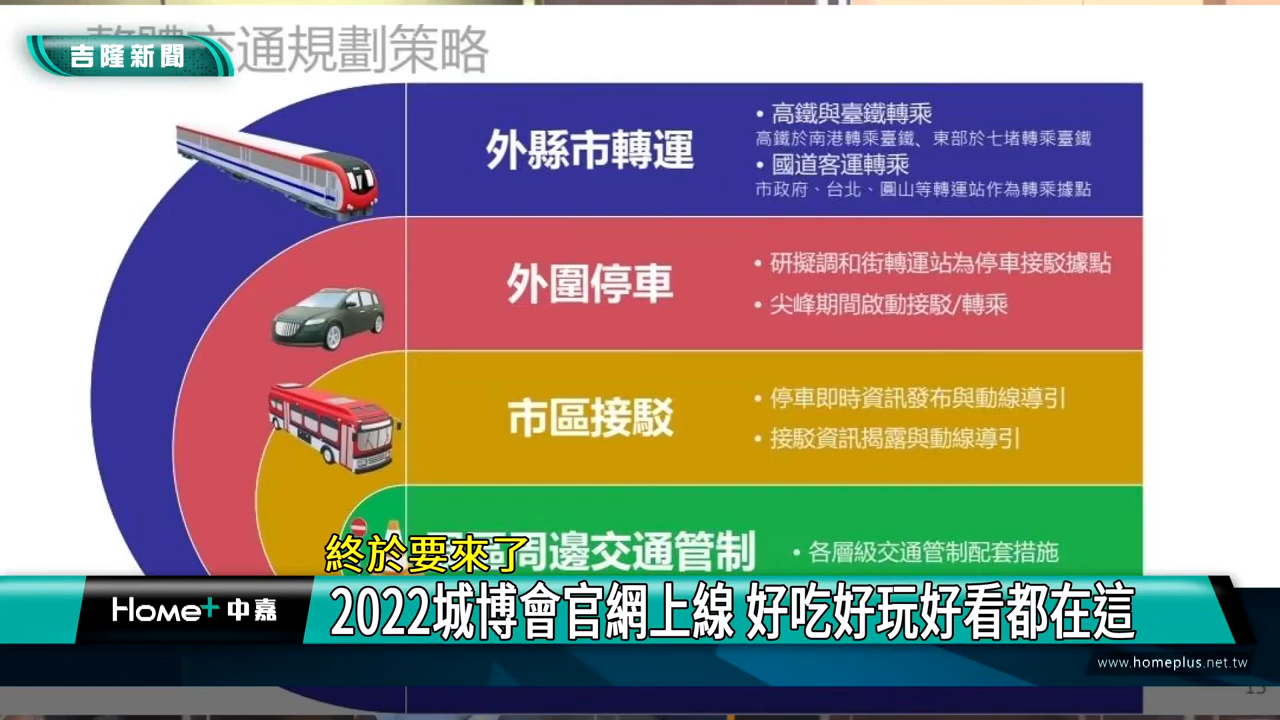 整體交通規劃策略
吉隆新聞
外縣市轉運
• 高鐵與臺鐵轉乘
高鐵於南港轉乘臺鐵、東部於七堵轉乘臺鐵
• 國道客運轉乘
市政府、台北、圓山等轉運站作為轉乘據點
外圍停車
• 研擬調和街轉運站為停車接駁據點
• 尖峰期間啟動接駁/轉乘
市區接駁
• 停車即時資訊發布與動線導引
• 接駁資訊揭露與動線導引
周邊交通管制
• 各層級交通管制配套措施
終於要來了
Home+ 中嘉
2022城博會官網上線 好吃好玩好看都在這
www.homeplus.net.tw